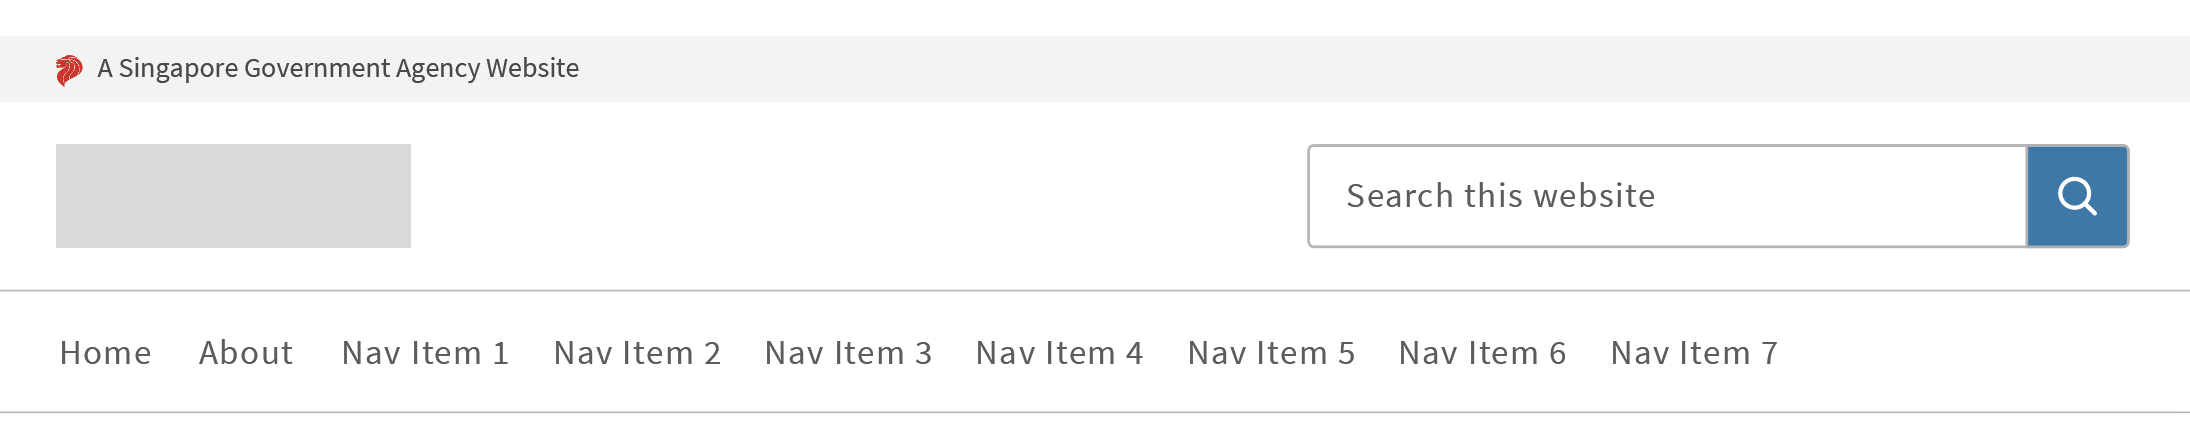 A Singapore Government Agency Website
Search this website
Home About Nav Item 1 Nav Item 2 Nav Item 3 Nav Item 4 Nav Item 5 Nav Item 6 Nav Item 7